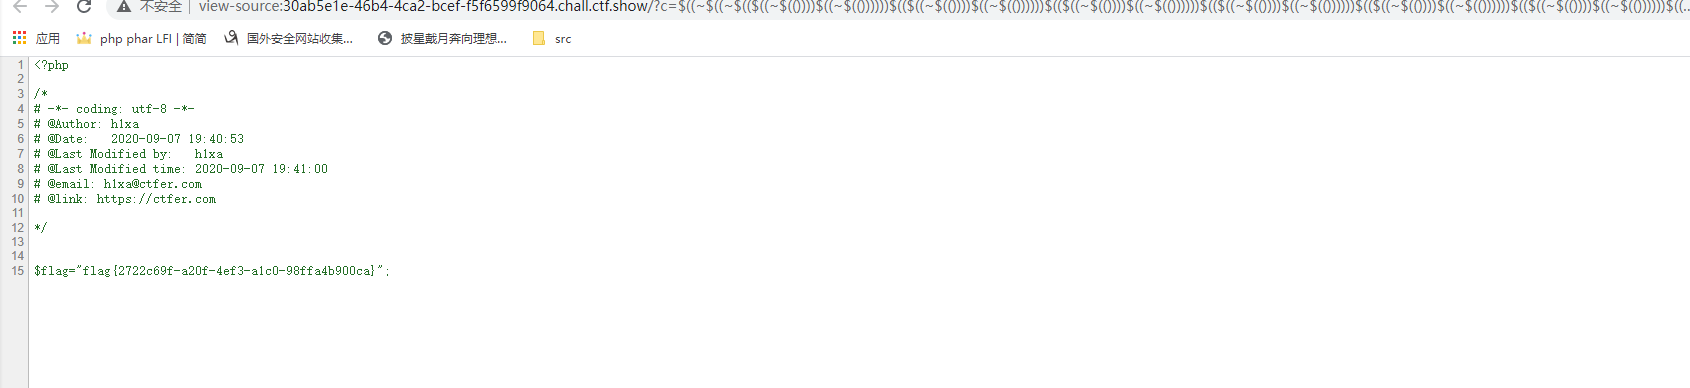 不安全 | view-source:30ab5e1e-46b4-4ca2-bcef-f5f6599f9064.chall.ctf.show/?c=
应用 php phar LFI | 简简 国外安全网站收集... 披星戴月奔向理想... src
1 <?php
2
3 /*
4 # -*- coding: utf-8 -*-
5 # @Author: h1xa
6 # @Date:   2020-09-07 19:40:53
7 # @Last Modified by:   h1xa
8 # @Last Modified time: 2020-09-07 19:41:00
9 # @email: h1xa@ctfer.com
10 # @link: https://ctfer.com
11
12 */
13
14
15 $flag="flag{2722c69f-a20f-4ef3-a1c0-98ffa4b900ca}";